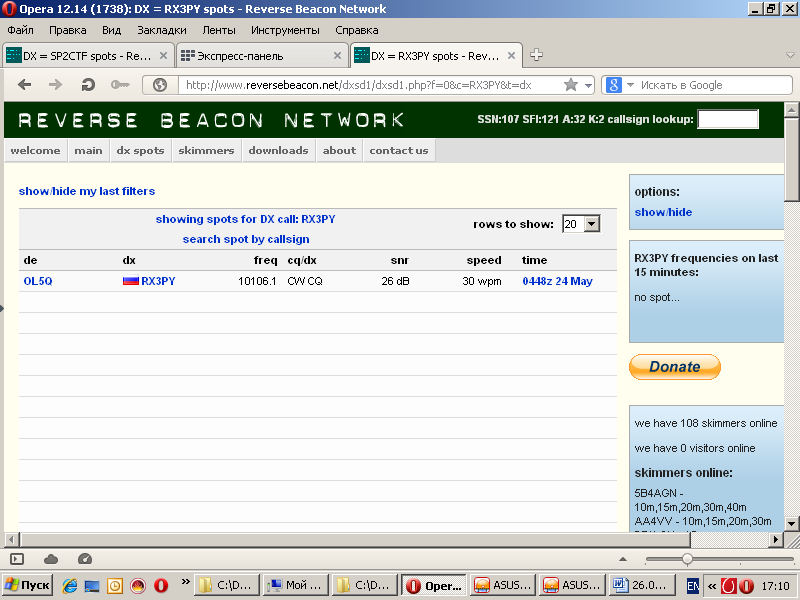 Opera 12.14 (1738): DX = RX3PY spots - Reverse Beacon Network
Файл Правка Вид Закладки Ленты Инструменты Справка
DX = SP2CTF spots - Re... Экспресс-панель DX = RX3PY spots - Rev...
http://www.reversebeacon.net/dxsd1/dxsd1.php?f=0&c=RX3PY&t=dx Искать в Google
REVERSE BEACON NETWORK SSN:107 SFI:121 A:32 K:2 callsign lookup:
welcome main dx spots skimmers downloads about contact us
show/hide my last filters
showing spots for DX call: RX3PY
search spot by callsign
rows to show: 20
de dx freq cq/dx snr speed time
OL5Q RX3PY 10106.1 CW CQ 26 dB 30 wpm 0448z 24 May
options:
show/hide
RX3PY frequencies on last
15 minutes:
no spot...
Donate
we have 108 skimmers online
we have 0 visitors online
skimmers online:
5B4AGN -
10m,15m,20m,30m,40m
AA4VV - 10m,15m,20m,30m
Пуск » C:\D... Мой ... C:\D... Oper... ASUS... ASUS... 26.0... EN « 17:10